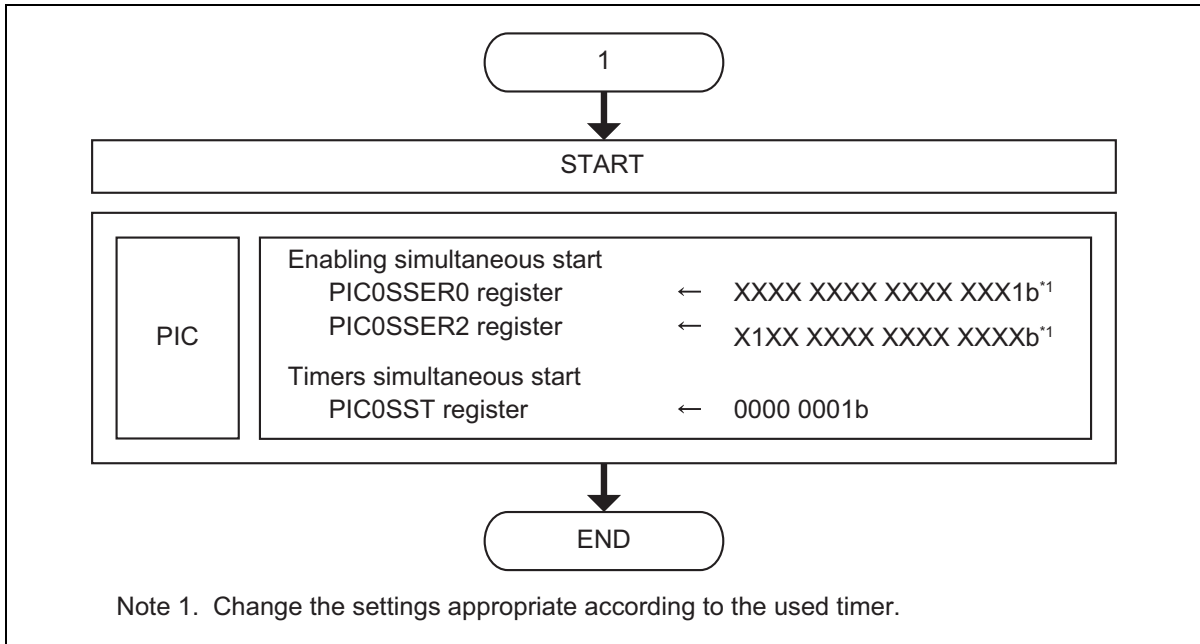 1
START
PIC
Enabling simultaneous start
PIC0SSER0 register ← XXXX XXXX XXXX XXX1b*1
PIC0SSER2 register ← X1XX XXXX XXXX XXXXb*1
Timers simultaneous start
PIC0SST register ← 0000 0001b
END
Note 1. Change the settings appropriate according to the used timer.